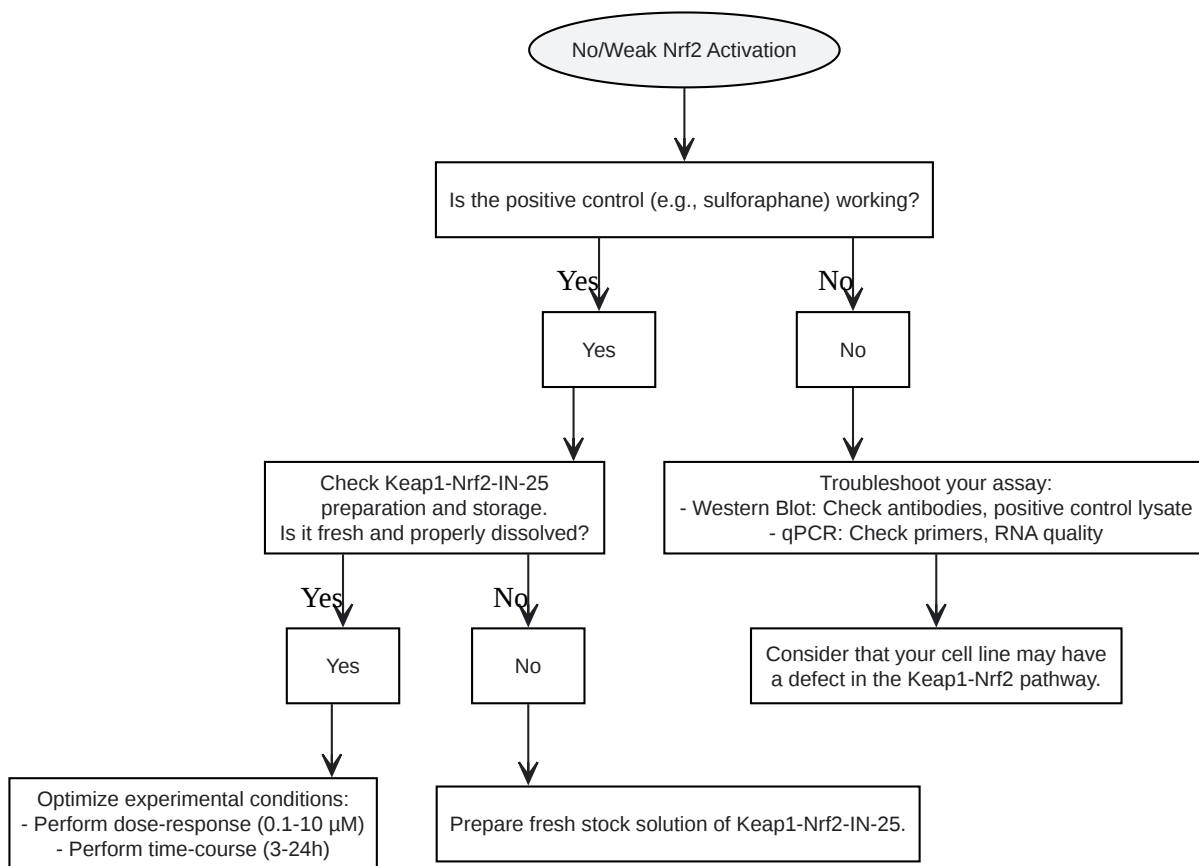 No/Weak Nrf2 Activation
Is the positive control (e.g., sulforaphane) working?
Yes
No
Yes
No
Check Keap1-Nrf2-IN-25
preparation and storage.
Is it fresh and properly dissolved?
Troubleshoot your assay:
- Western Blot: Check antibodies, positive control lysate
- qPCR: Check primers, RNA quality
Yes
No
Yes
No
Consider that your cell line may have
a defect in the Keap1-Nrf2 pathway.
Optimize experimental conditions:
- Perform dose-response (0.1-10 µM)
- Perform time-course (3-24h)
Prepare fresh stock solution of Keap1-Nrf2-IN-25.